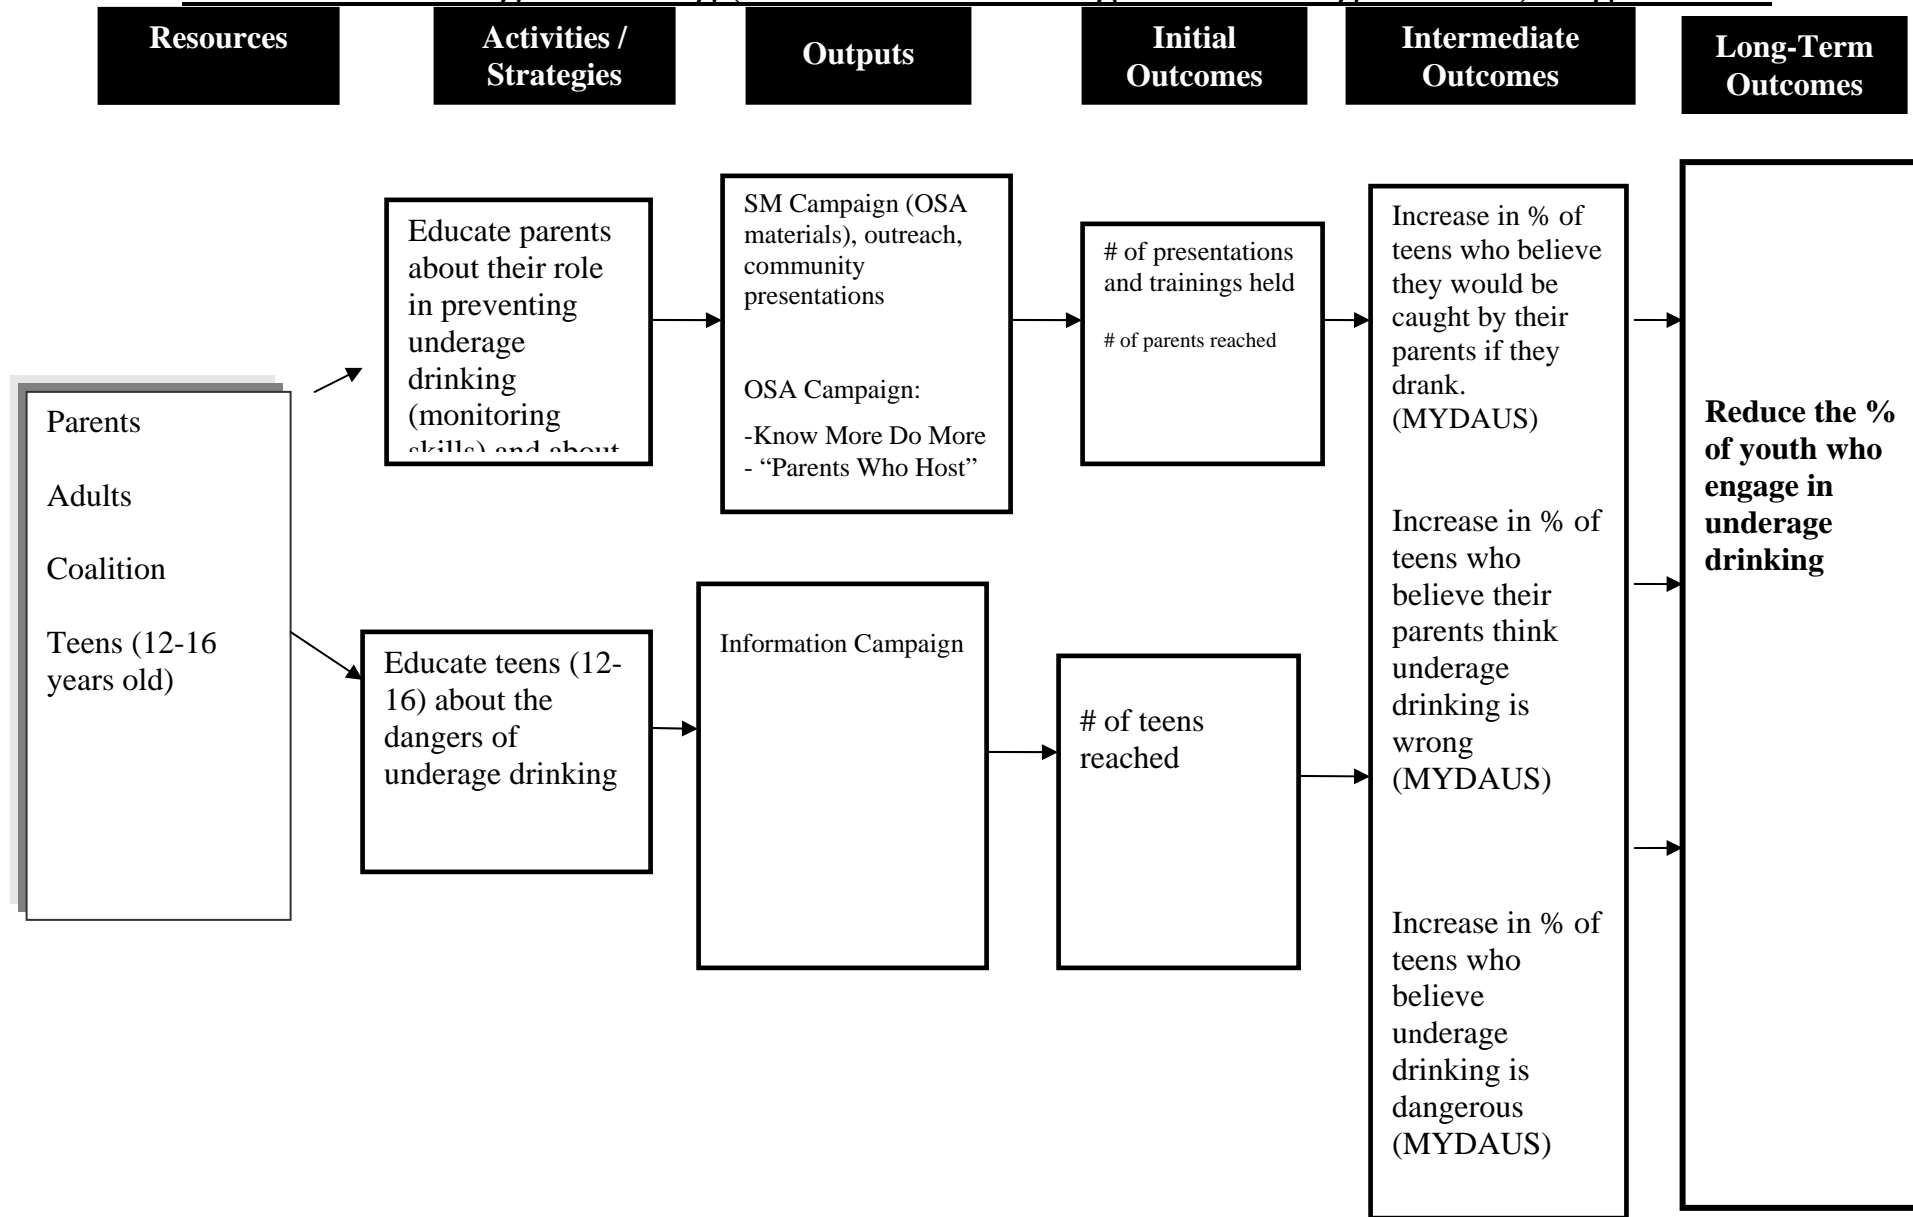 Resources
Activities /
Strategies
Outputs
Initial
Outcomes
Intermediate
Outcomes
Long-Term
Outcomes
Parents
Adults
Coalition
Teens (12-16
years old)
Educate parents
about their role
in preventing
underage
drinking
(monitoring
skills) and about
SM Campaign (OSA
materials), outreach,
community
presentations
OSA Campaign:
-Know More Do More
- “Parents Who Host”
# of presentations
and trainings held
# of parents reached
Educate teens (12-
16) about the
dangers of
underage drinking
Information Campaign
# of teens
reached
Increase in % of
teens who believe
they would be
caught by their
parents if they
drank.
(MYDAUS)
Increase in % of
teens who
believe their
parents think
underage
drinking is
wrong
(MYDAUS)
Increase in % of
teens who
believe
underage
drinking is
dangerous
(MYDAUS)
Reduce the %
of youth who
engage in
underage
drinking